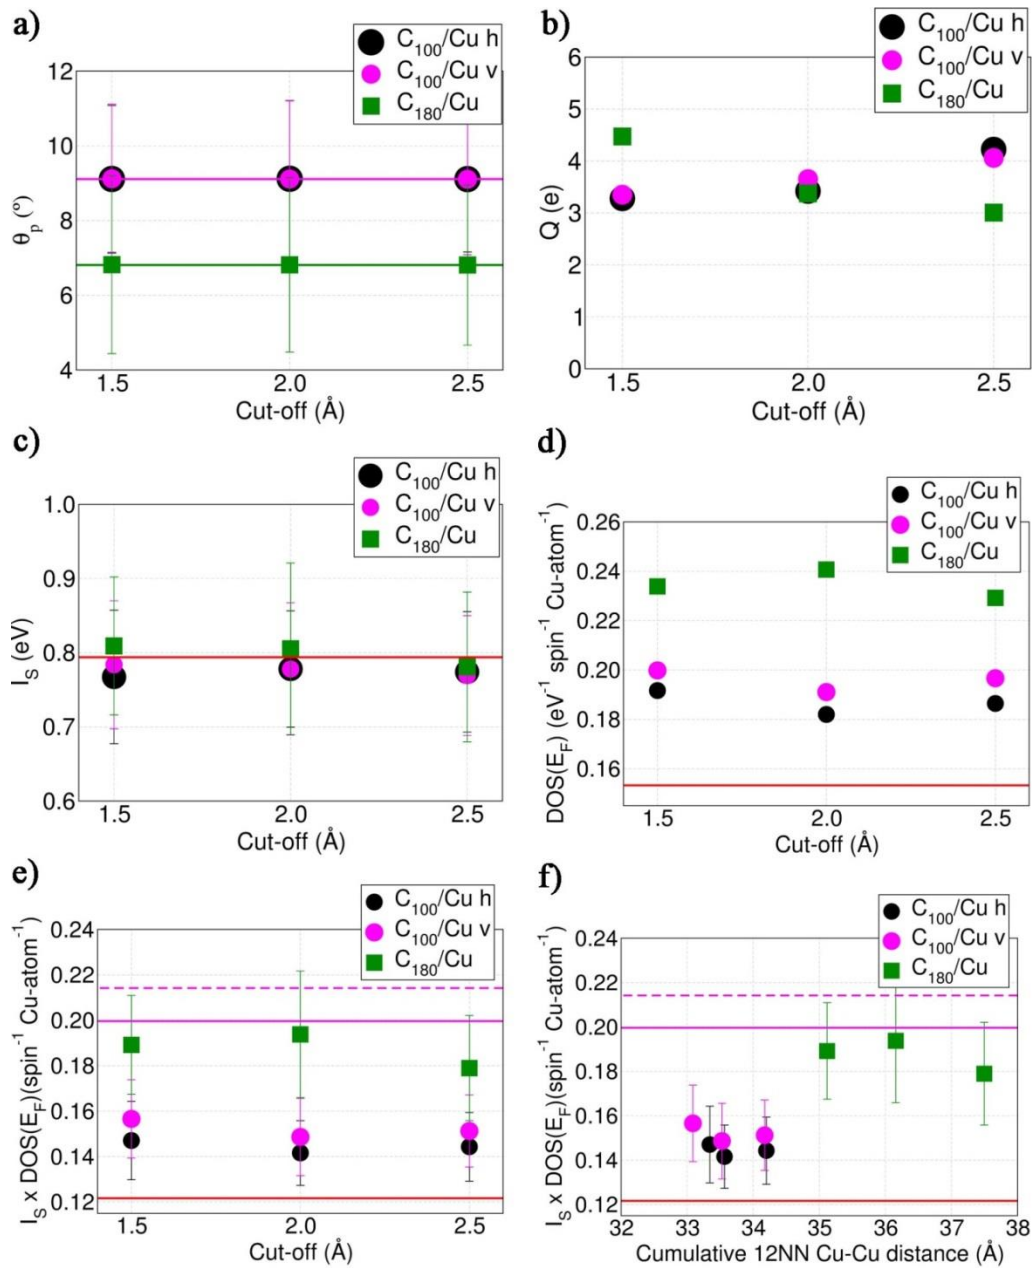 a)
C₁₀₀/Cu h
C₁₀₀/Cu v
C₁₈₀/Cu
12
10
8
6
4
θₚ (º)
1.5
2.0
2.5
Cut-off (Å)
b)
C₁₀₀/Cu h
C₁₀₀/Cu v
C₁₈₀/Cu
6
5
4
3
2
1
0
Q (e)
1.5
2.0
2.5
Cut-off (Å)
c)
C₁₀₀/Cu h
C₁₀₀/Cu v
C₁₈₀/Cu
1.0
0.9
0.8
0.7
0.6
I_S (eV)
1.5
2.0
2.5
Cut-off (Å)
d)
C₁₀₀/Cu h
C₁₀₀/Cu v
C₁₈₀/Cu
0.26
0.24
0.22
0.20
0.18
0.16
DOS(E_F) (eV⁻¹ spin⁻¹ Cu-atom⁻¹)
1.5
2.0
2.5
Cut-off (Å)
e)
C₁₀₀/Cu h
C₁₀₀/Cu v
C₁₈₀/Cu
0.24
0.22
0.20
0.18
0.16
0.14
0.12
I_S x DOS(E_F)(spin⁻¹ Cu-atom⁻¹)
1.5
2.0
2.5
Cut-off (Å)
f)
C₁₀₀/Cu h
C₁₀₀/Cu v
C₁₈₀/Cu
0.24
0.22
0.20
0.18
0.16
0.14
0.12
I_S x DOS(E_F)(spin⁻¹ Cu-atom⁻¹)
32
33
34
35
36
37
38
Cumulative 12NN Cu-Cu distance (Å)